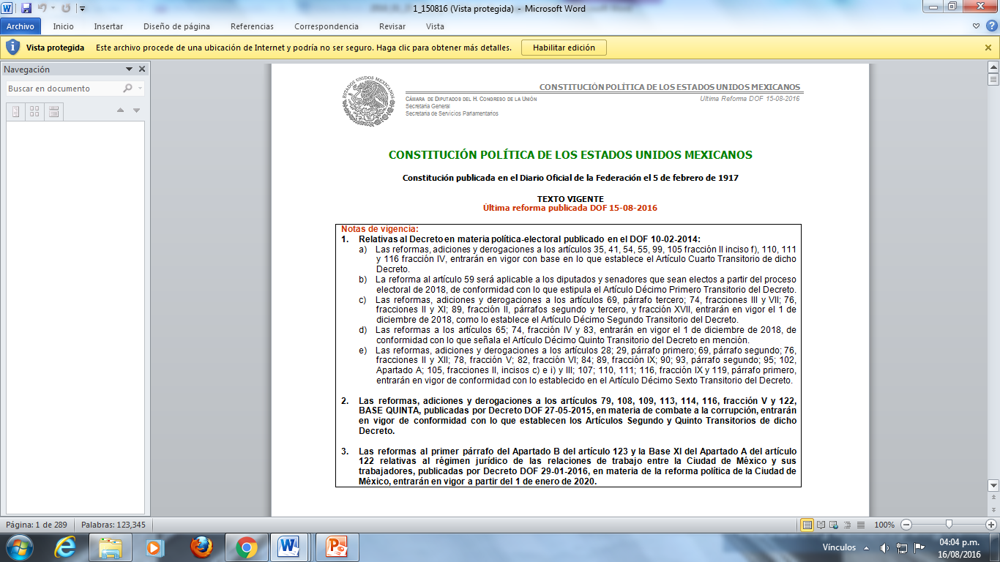 1_150816 (Vista protegida) - Microsoft Word
Archivo Inicio Insertar Diseño de página Referencias Correspondencia Revisar Vista
Vista protegida Este archivo procede de una ubicación de Internet y podría no ser seguro. Haga clic para obtener más detalles. Habilitar edición
Navegación
Buscar en documento
ESTADOS UNIDOS MEXICANOS
CONSTITUCIÓN POLÍTICA DE LOS ESTADOS UNIDOS MEXICANOS
CÁMARA DE DIPUTADOS DEL H. CONGRESO DE LA UNIÓN
Última Reforma DOF 15-08-2016
Secretaría General
Secretaría de Servicios Parlamentarios
CONSTITUCIÓN POLÍTICA DE LOS ESTADOS UNIDOS MEXICANOS
Constitución publicada en el Diario Oficial de la Federación el 5 de febrero de 1917
TEXTO VIGENTE
Última reforma publicada DOF 15-08-2016
Notas de vigencia:
1. Relativas al Decreto en materia política-electoral publicado en el DOF 10-02-2014:
a) Las reformas, adiciones y derogaciones a los artículos 35, 41, 54, 55, 99, 105 fracción II inciso f), 110, 111
y 116 fracción IV, entrarán en vigor con base en lo que establece el Artículo Cuarto Transitorio de dicho
Decreto.
b) La reforma al artículo 59 será aplicable a los diputados y senadores que sean electos a partir del proceso
electoral de 2018, de conformidad con lo que estipula el Artículo Décimo Primero Transitorio del Decreto.
c) Las reformas, adiciones y derogaciones a los artículos 69, párrafo tercero; 74, fracciones III y VII; 76,
fracciones II y XI; 89, fracción II, párrafos segundo y tercero, y fracción XVII, entrarán en vigor el 1 de
diciembre de 2018, como lo establece el Artículo Décimo Segundo Transitorio del Decreto.
d) Las reformas a los artículos 65; 74, fracción IV y 83, entrarán en vigor el 1 de diciembre de 2018, de
conformidad con lo que señala el Artículo Décimo Quinto Transitorio del Decreto en mención.
e) Las reformas, adiciones y derogaciones a los artículos 28; 29, párrafo primero; 69, párrafo segundo; 76,
fracciones II y XII; 78, fracción V; 82, fracción VI; 84; 89, fracción IX; 90; 93, párrafo segundo; 95; 102,
Apartado A; 105, fracciones II, incisos c) e i) y III; 107; 110, 111; 116, fracción IX y 119, párrafo primero,
entrarán en vigor de conformidad con lo establecido en el Artículo Décimo Sexto Transitorio del Decreto.
2. Las reformas, adiciones y derogaciones a los artículos 79, 108, 109, 113, 114, 116, fracción V y 122,
BASE QUINTA, publicadas por Decreto DOF 27-05-2015, en materia de combate a la corrupción, entrarán
en vigor de conformidad con lo que establecen los Artículos Segundo y Quinto Transitorios de dicho
Decreto.
3. Las reformas al primer párrafo del Apartado B del artículo 123 y la Base XI del Apartado A del artículo
122 relativas al régimen jurídico de las relaciones de trabajo entre la Ciudad de México y sus
trabajadores, publicadas por Decreto DOF 29-01-2016, en materia de la reforma política de la Ciudad de
México, entrarán en vigor a partir del 1 de enero de 2020.
Página: 1 de 289 Palabras: 123,345 100%
Vínculos 04:04 p.m.
16/08/2016